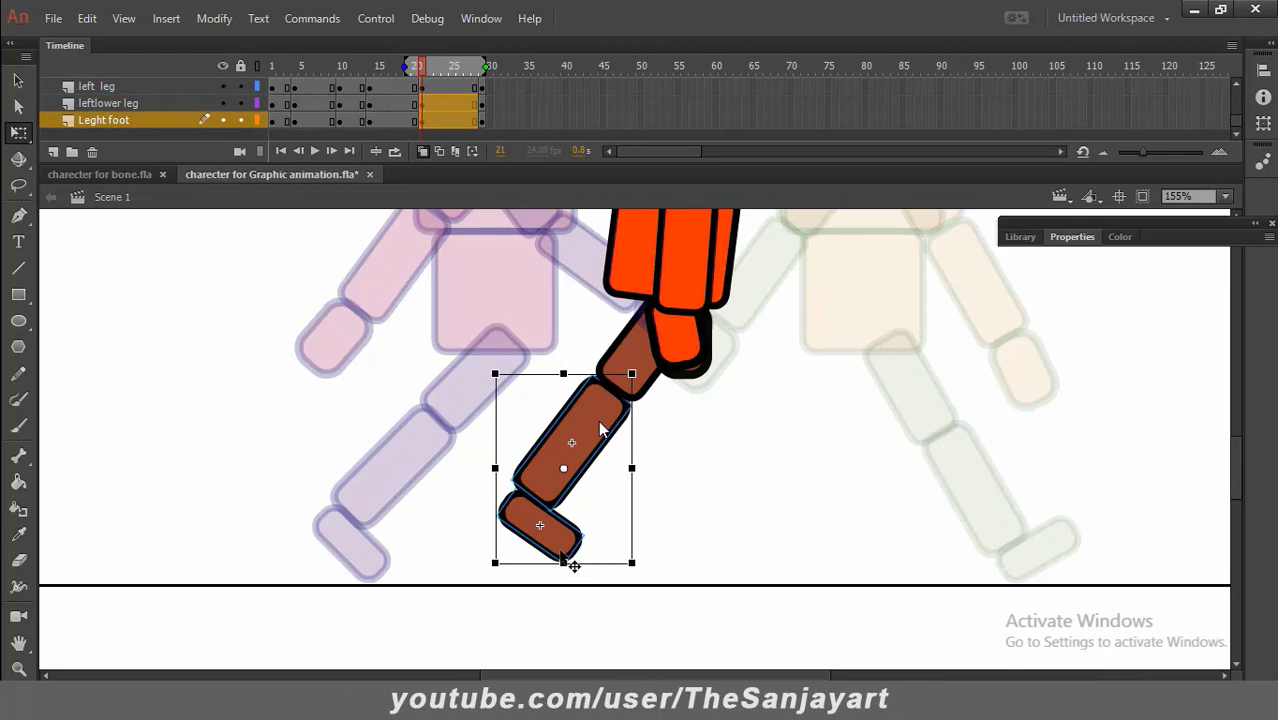 An File Edit View Insert Modify Text Commands Control Debug Window Help Untitled Workspace
Timeline
1 5 10 15 20 25 30 35 40 45 50 55 60 65 70 75 80 85 90 95 100 105 110 115 120 125
left leg
leftlower leg
Leght foot
21 24.00 fps 0.8 s
charecter for bone.fla × charecter for Graphic animation.fla* ×
Scene 1 155%
Library Properties Color
Activate Windows
Go to Settings to activate Windows.
youtube.com/user/TheSanjayart